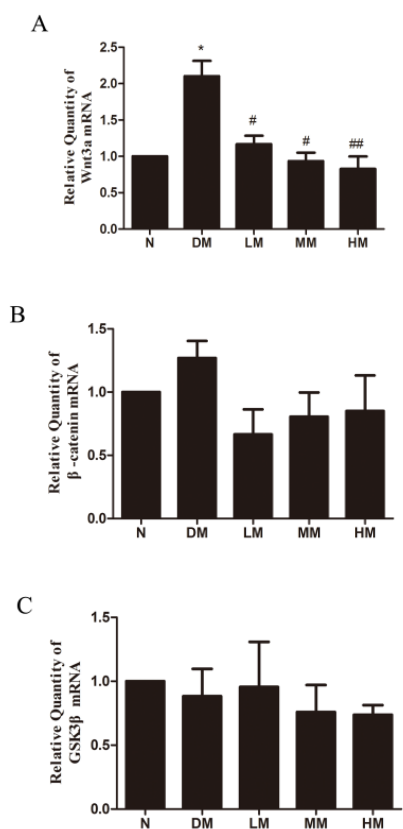 A
Relative Quantity of
Wnt3a mRNA
2.5
2.0
1.5
1.0
0.5
0.0
*
#
#
##
N DM LM MM HM
B
Relative Quantity of
β -catenin mRNA
1.5
1.0
0.5
0.0
N DM LM MM HM
C
Relative Quantity of
GSK3β mRNA
1.5
1.0
0.5
0.0
N DM LM MM HM